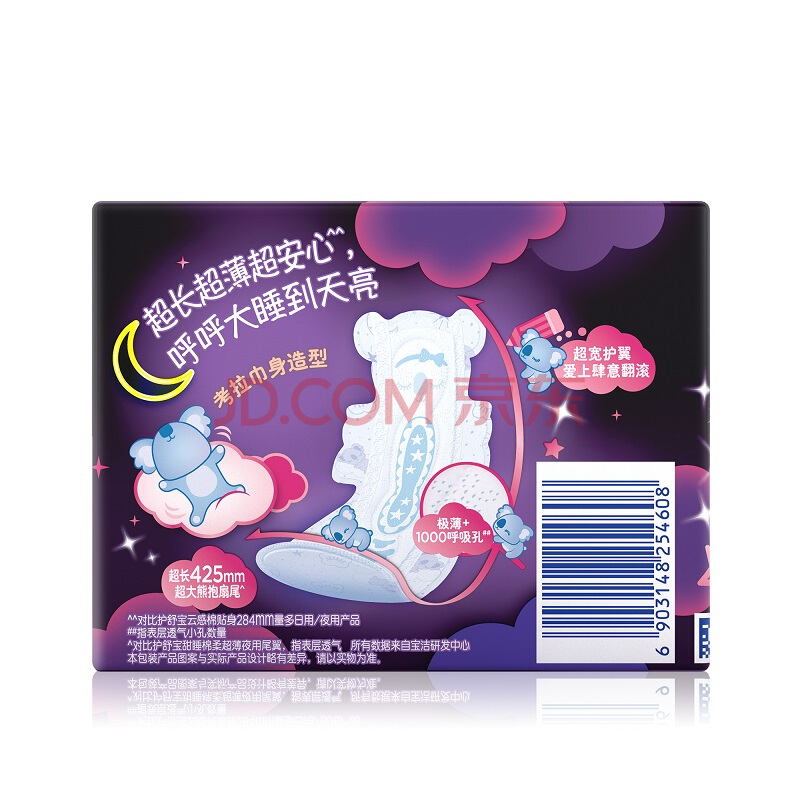 超长超薄超安心^^，
呼呼大睡到天亮
考拉巾身造型
超宽护翼
爱上肆意翻滚
JD.COM 京东
极薄+
1000呼吸孔##
超长425mm
超大熊抱扇尾^
^^对比护舒宝云感棉贴身284mm量多日用/夜用产品
##指表层透气小孔数量
^对比护舒宝甜睡棉柔超薄夜用尾翼，指表层透气 所有数据来自宝洁研发中心
本包装产品图案与实际产品设计略有差异，请以实物为准。
6 903148 254608